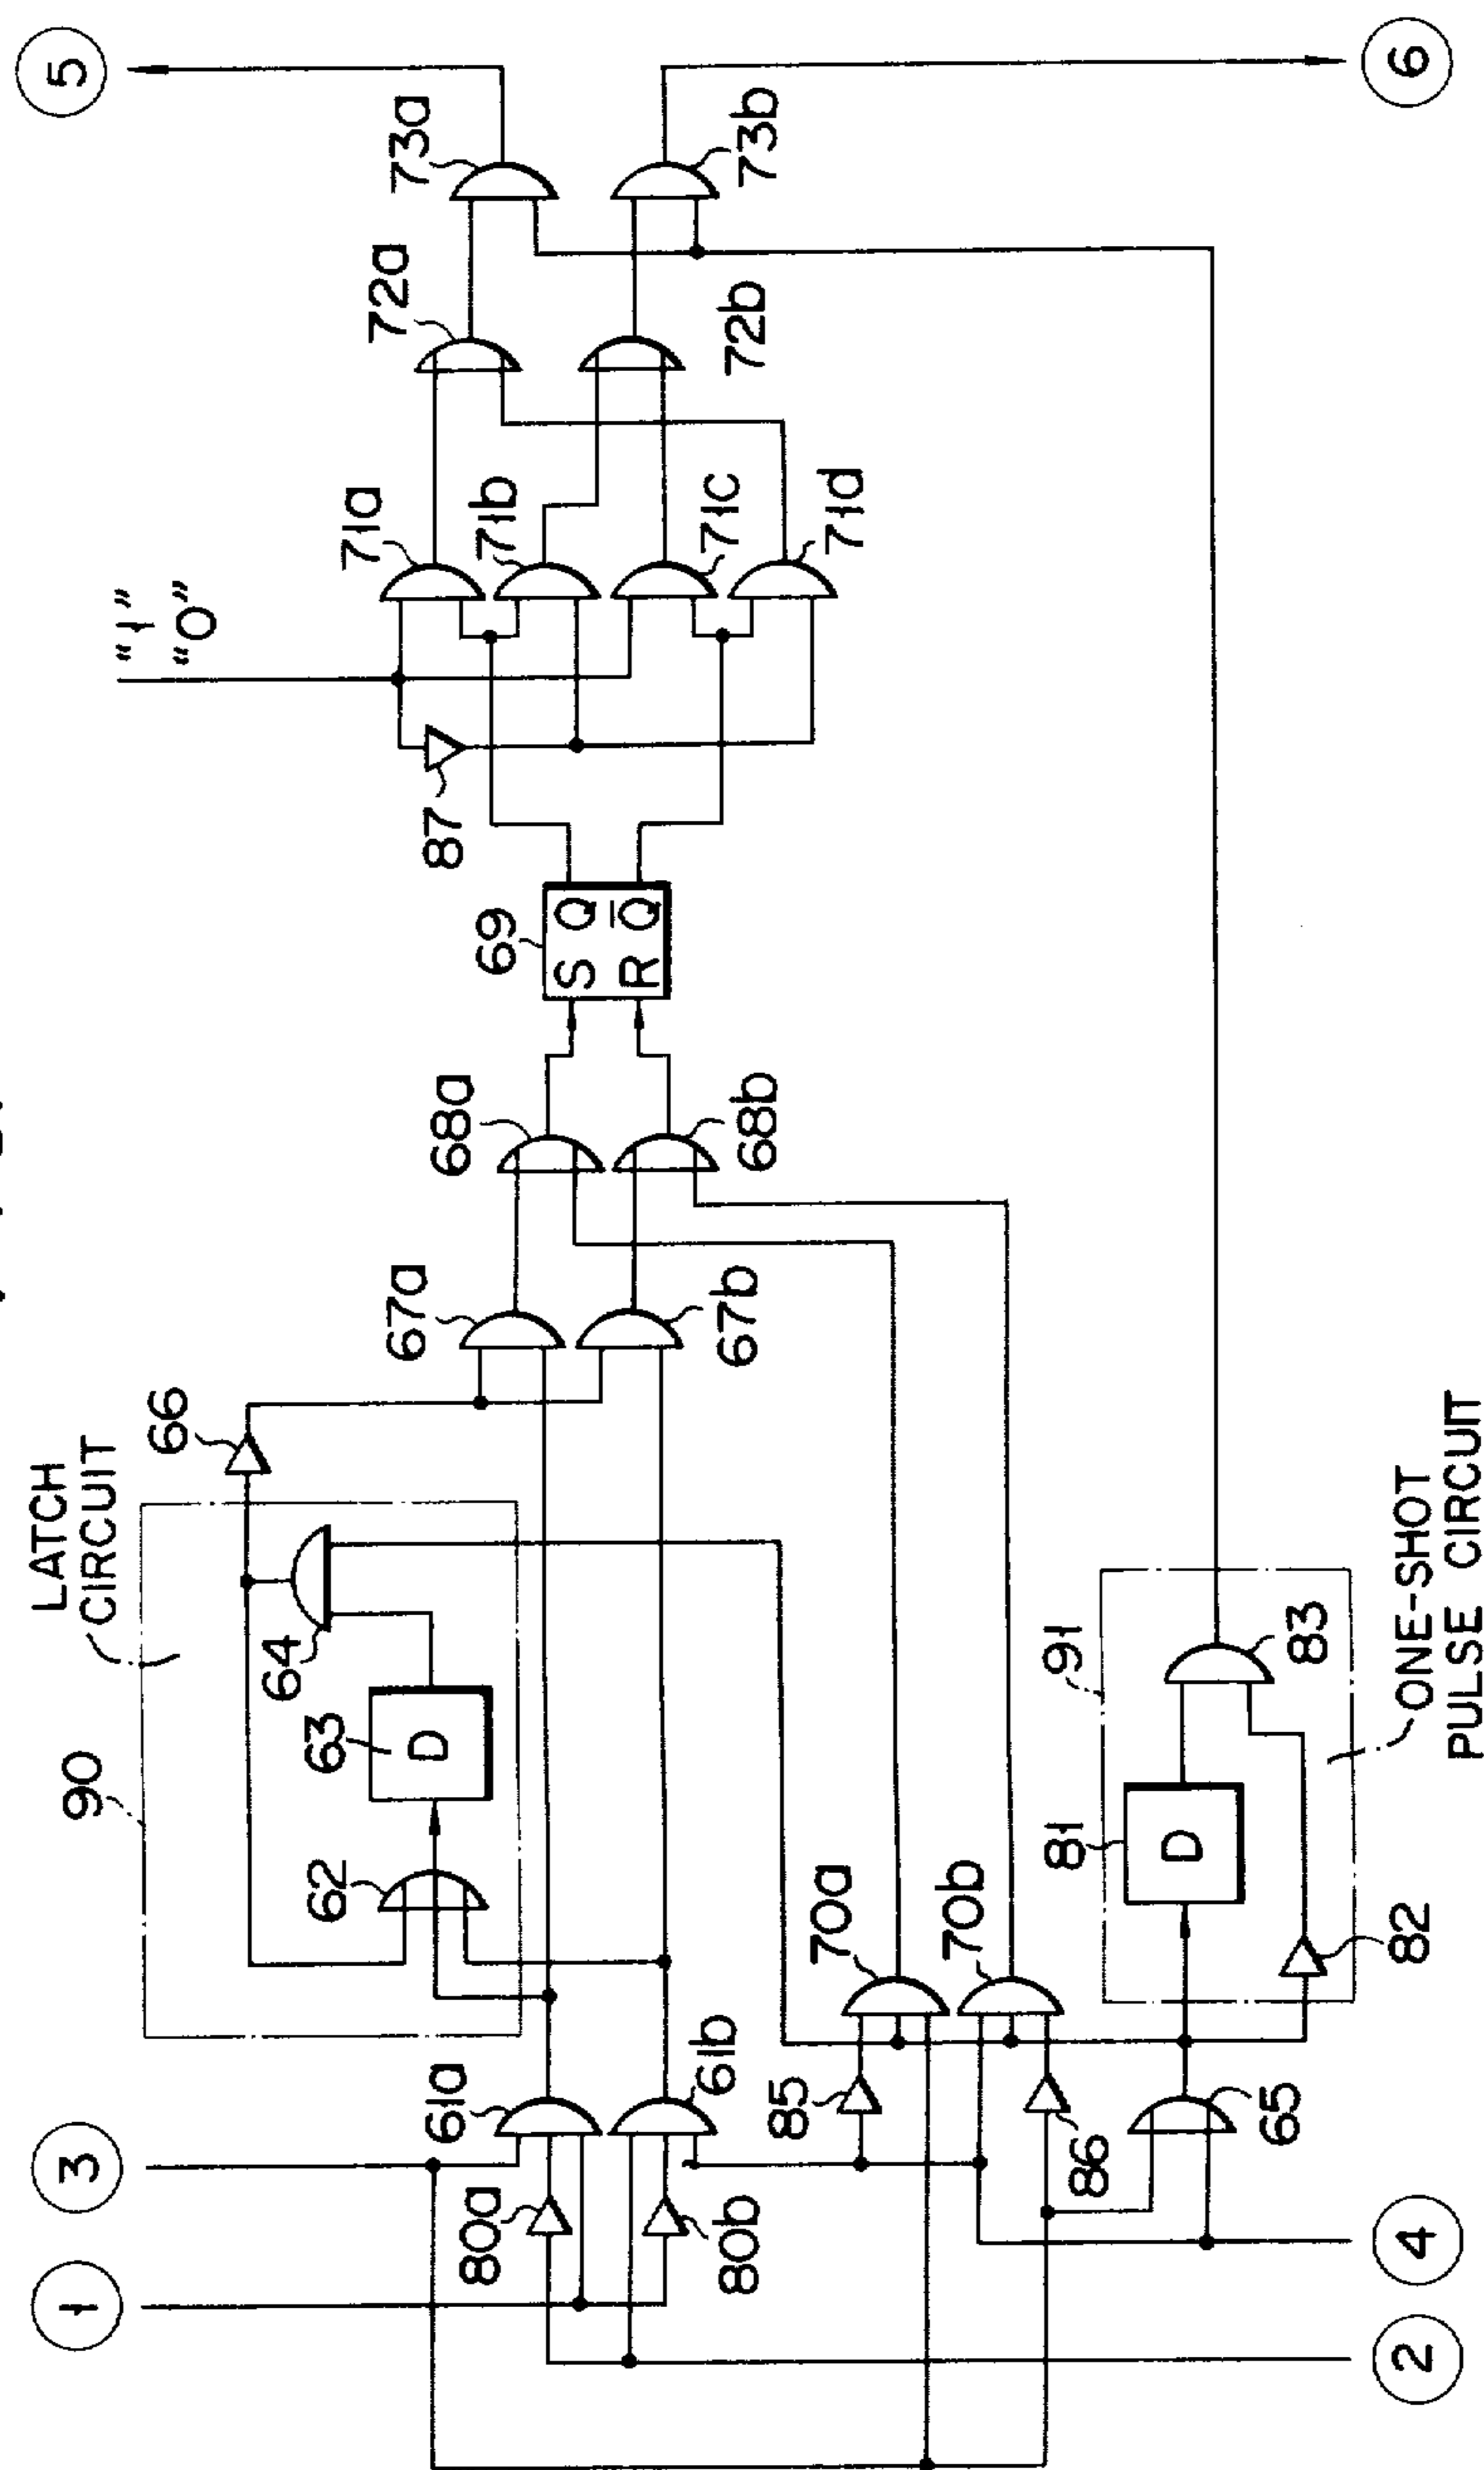 5
6
73a
73b
72a
72b
71a
71b
71c
71d
"1"
"0"
87
69
S Q
R Q̅
68a
68b
67a
67b
66
LATCH
CIRCUIT
64
63
D
90
62
70a
70b
61a
61b
80a
80b
85
86
65
91
81
D
83
82
ONE-SHOT
PULSE CIRCUIT
3
1
4
2